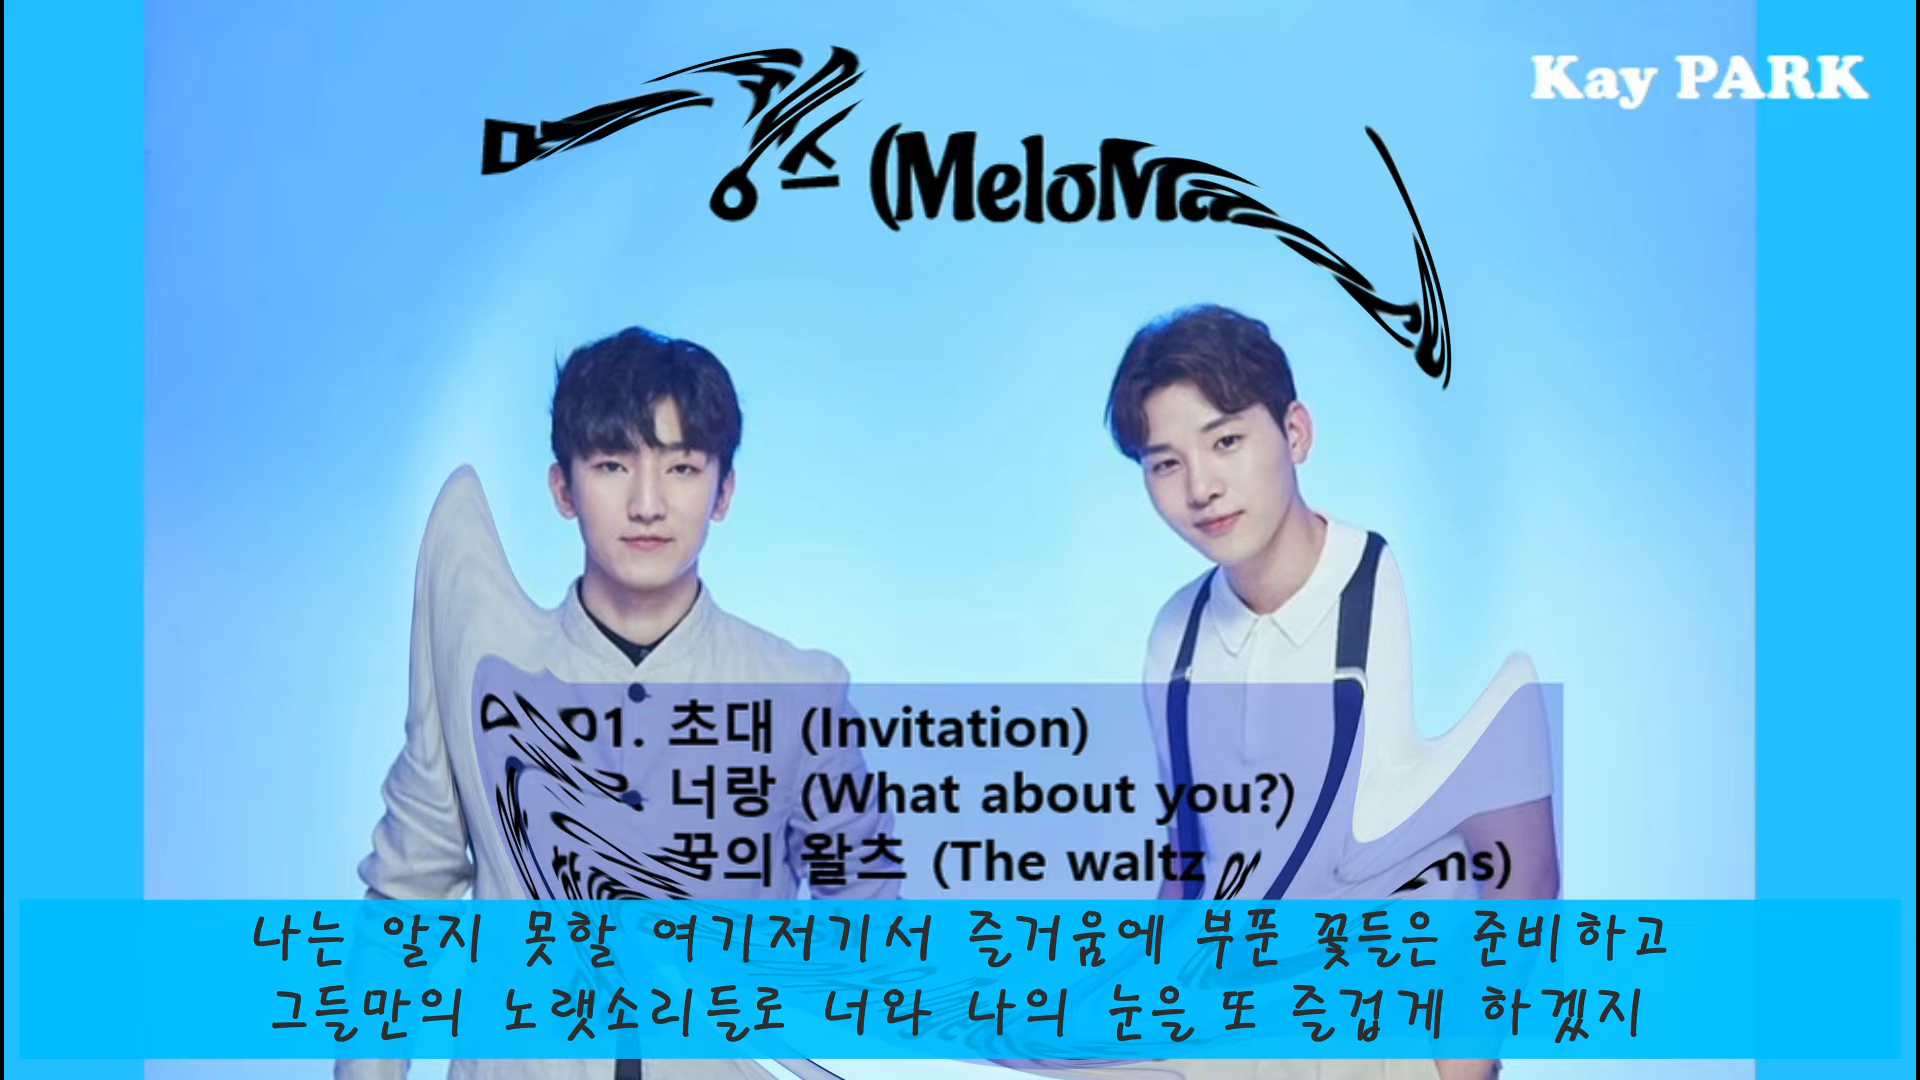 Kay PARK
스 (MeloMa
01. 초대 (Invitation)
너랑 (What about you?)
꿈의 왈츠 (The waltz
나는 알지 못할 여기저기서 즐거움에 부푼 꽃들은 준비하고
그들만의 노랫소리들로 너와 나의 눈을 또 즐겁게 하겠지